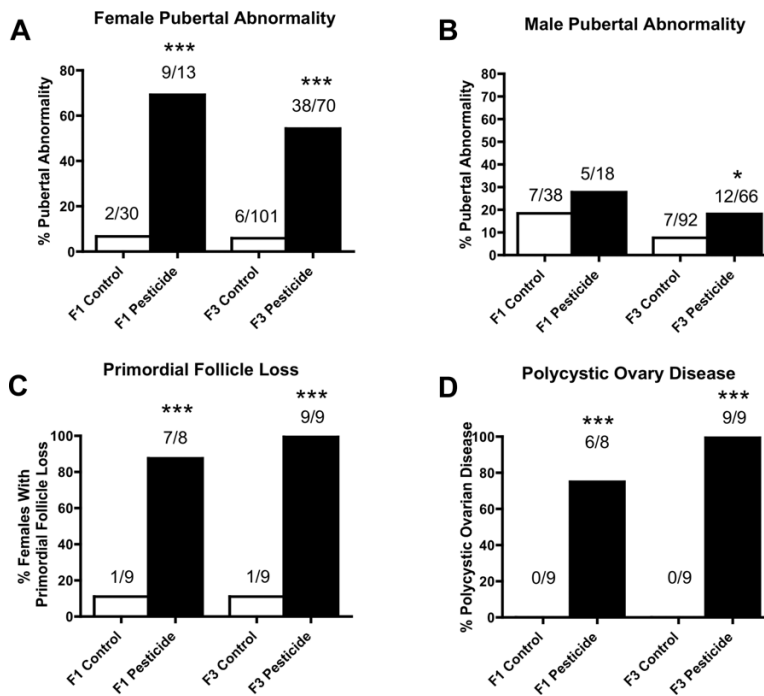 A
Female Pubertal Abnormality
% Pubertal Abnormality
80
60
40
20
0
2/30
***
9/13
6/101
***
38/70
F1 Control
F1 Pesticide
F3 Control
F3 Pesticide
B
Male Pubertal Abnormality
% Pubertal Abnormality
80
70
60
50
40
30
20
10
0
7/38
5/18
7/92
*
12/66
F1 Control
F1 Pesticide
F3 Control
F3 Pesticide
C
Primordial Follicle Loss
% Females With
Primordial Follicle Loss
100
80
60
40
20
0
1/9
***
7/8
1/9
***
9/9
F1 Control
F1 Pesticide
F3 Control
F3 Pesticide
D
Polycystic Ovary Disease
% Polycystic Ovarian Disease
100
80
60
40
20
0
0/9
***
6/8
0/9
***
9/9
F1 Control
F1 Pesticide
F3 Control
F3 Pesticide